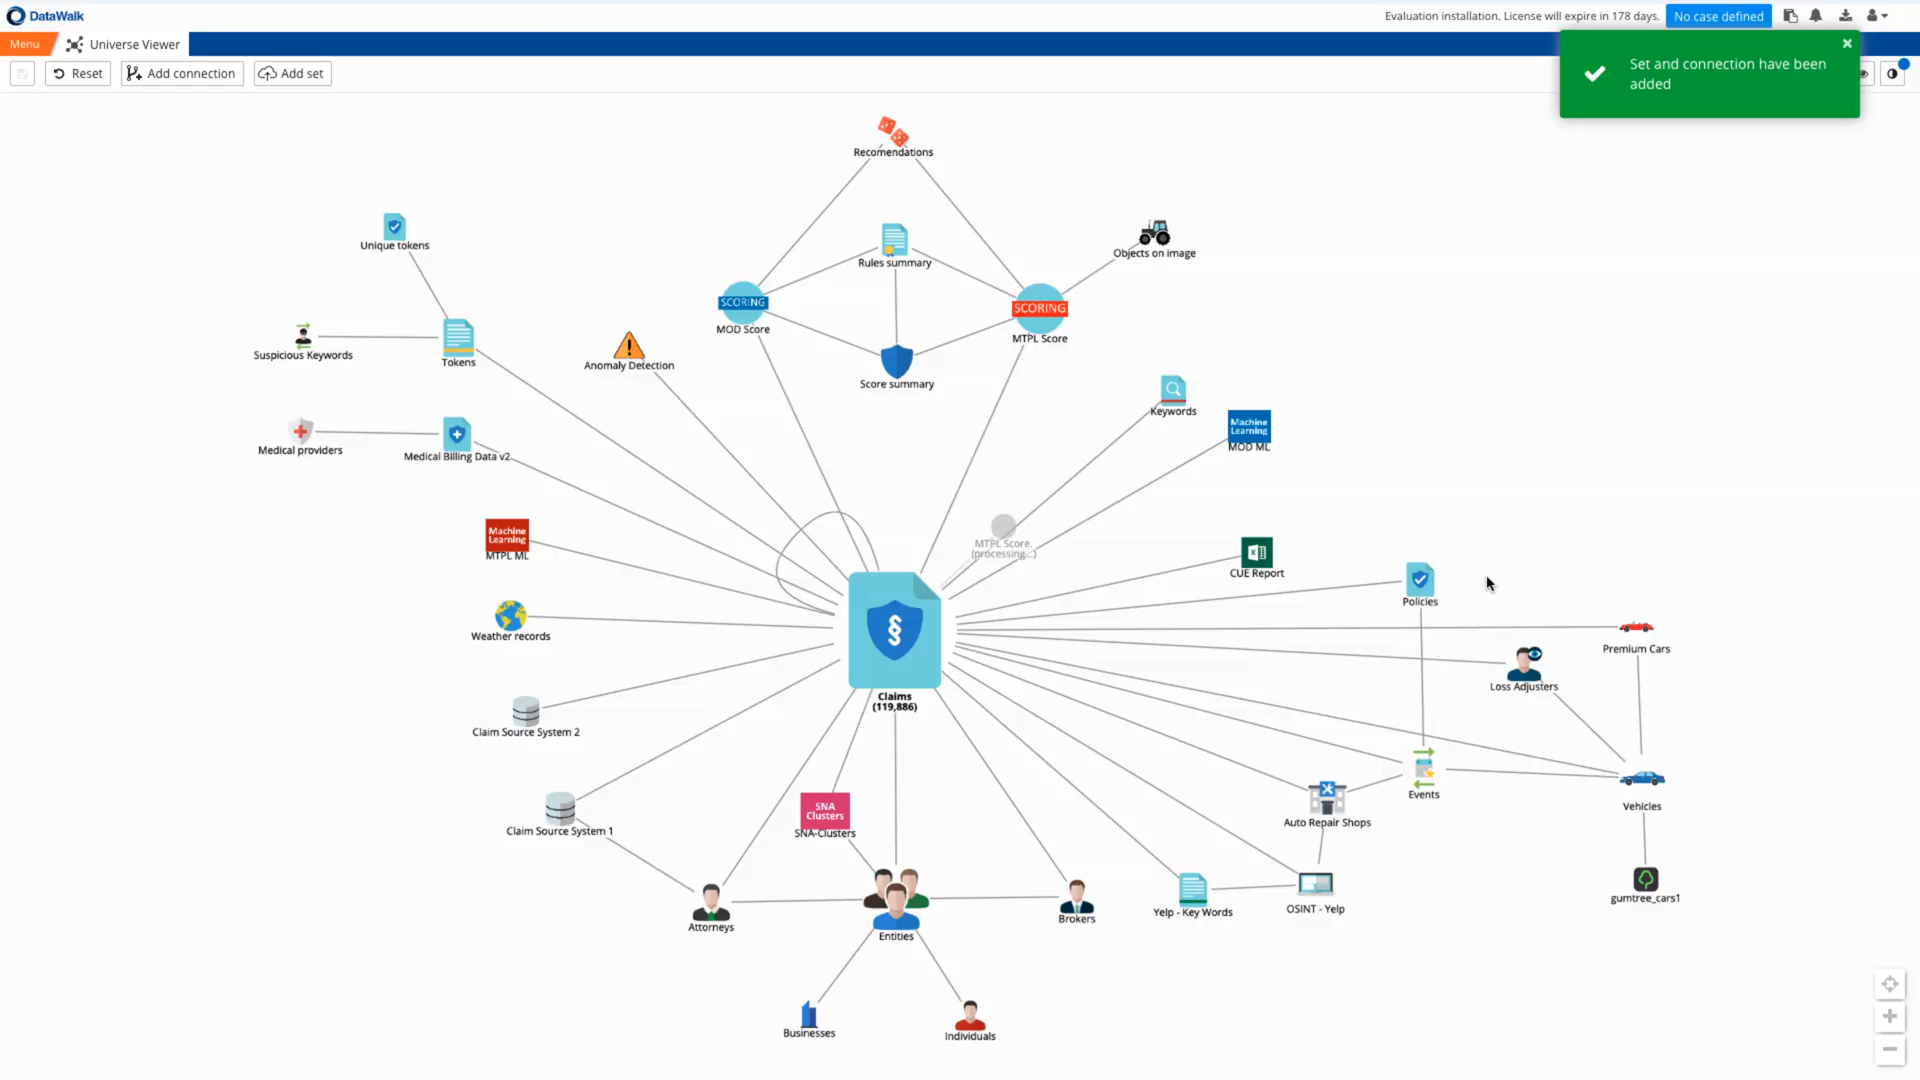 DataWalk
Evaluation installation. License will expire in 178 days.
No case defined
Menu
Universe Viewer
Reset
Add connection
Add set
Set and connection have been
added
Recomendations
Unique tokens
Rules summary
Objects on image
SCORING
MOD Score
SCORING
MTPL Score
Suspicious Keywords
Tokens
Anomaly Detection
Score summary
Keywords
Machine
Learning
MOD ML
Medical providers
Medical Billing Data v2
Machine
Learning
MTPL ML
MTPL Score.
(processing...)
CUE Report
Policies
Weather records
Premium Cars
Loss Adjusters
Claims
(119,886)
Claim Source System 2
Events
Vehicles
Auto Repair Shops
Claim Source System 1
SNA
Clusters
SNA-Clusters
gumtree_cars1
Attorneys
Entities
Brokers
Yelp - Key Words
OSINT - Yelp
Businesses
Individuals